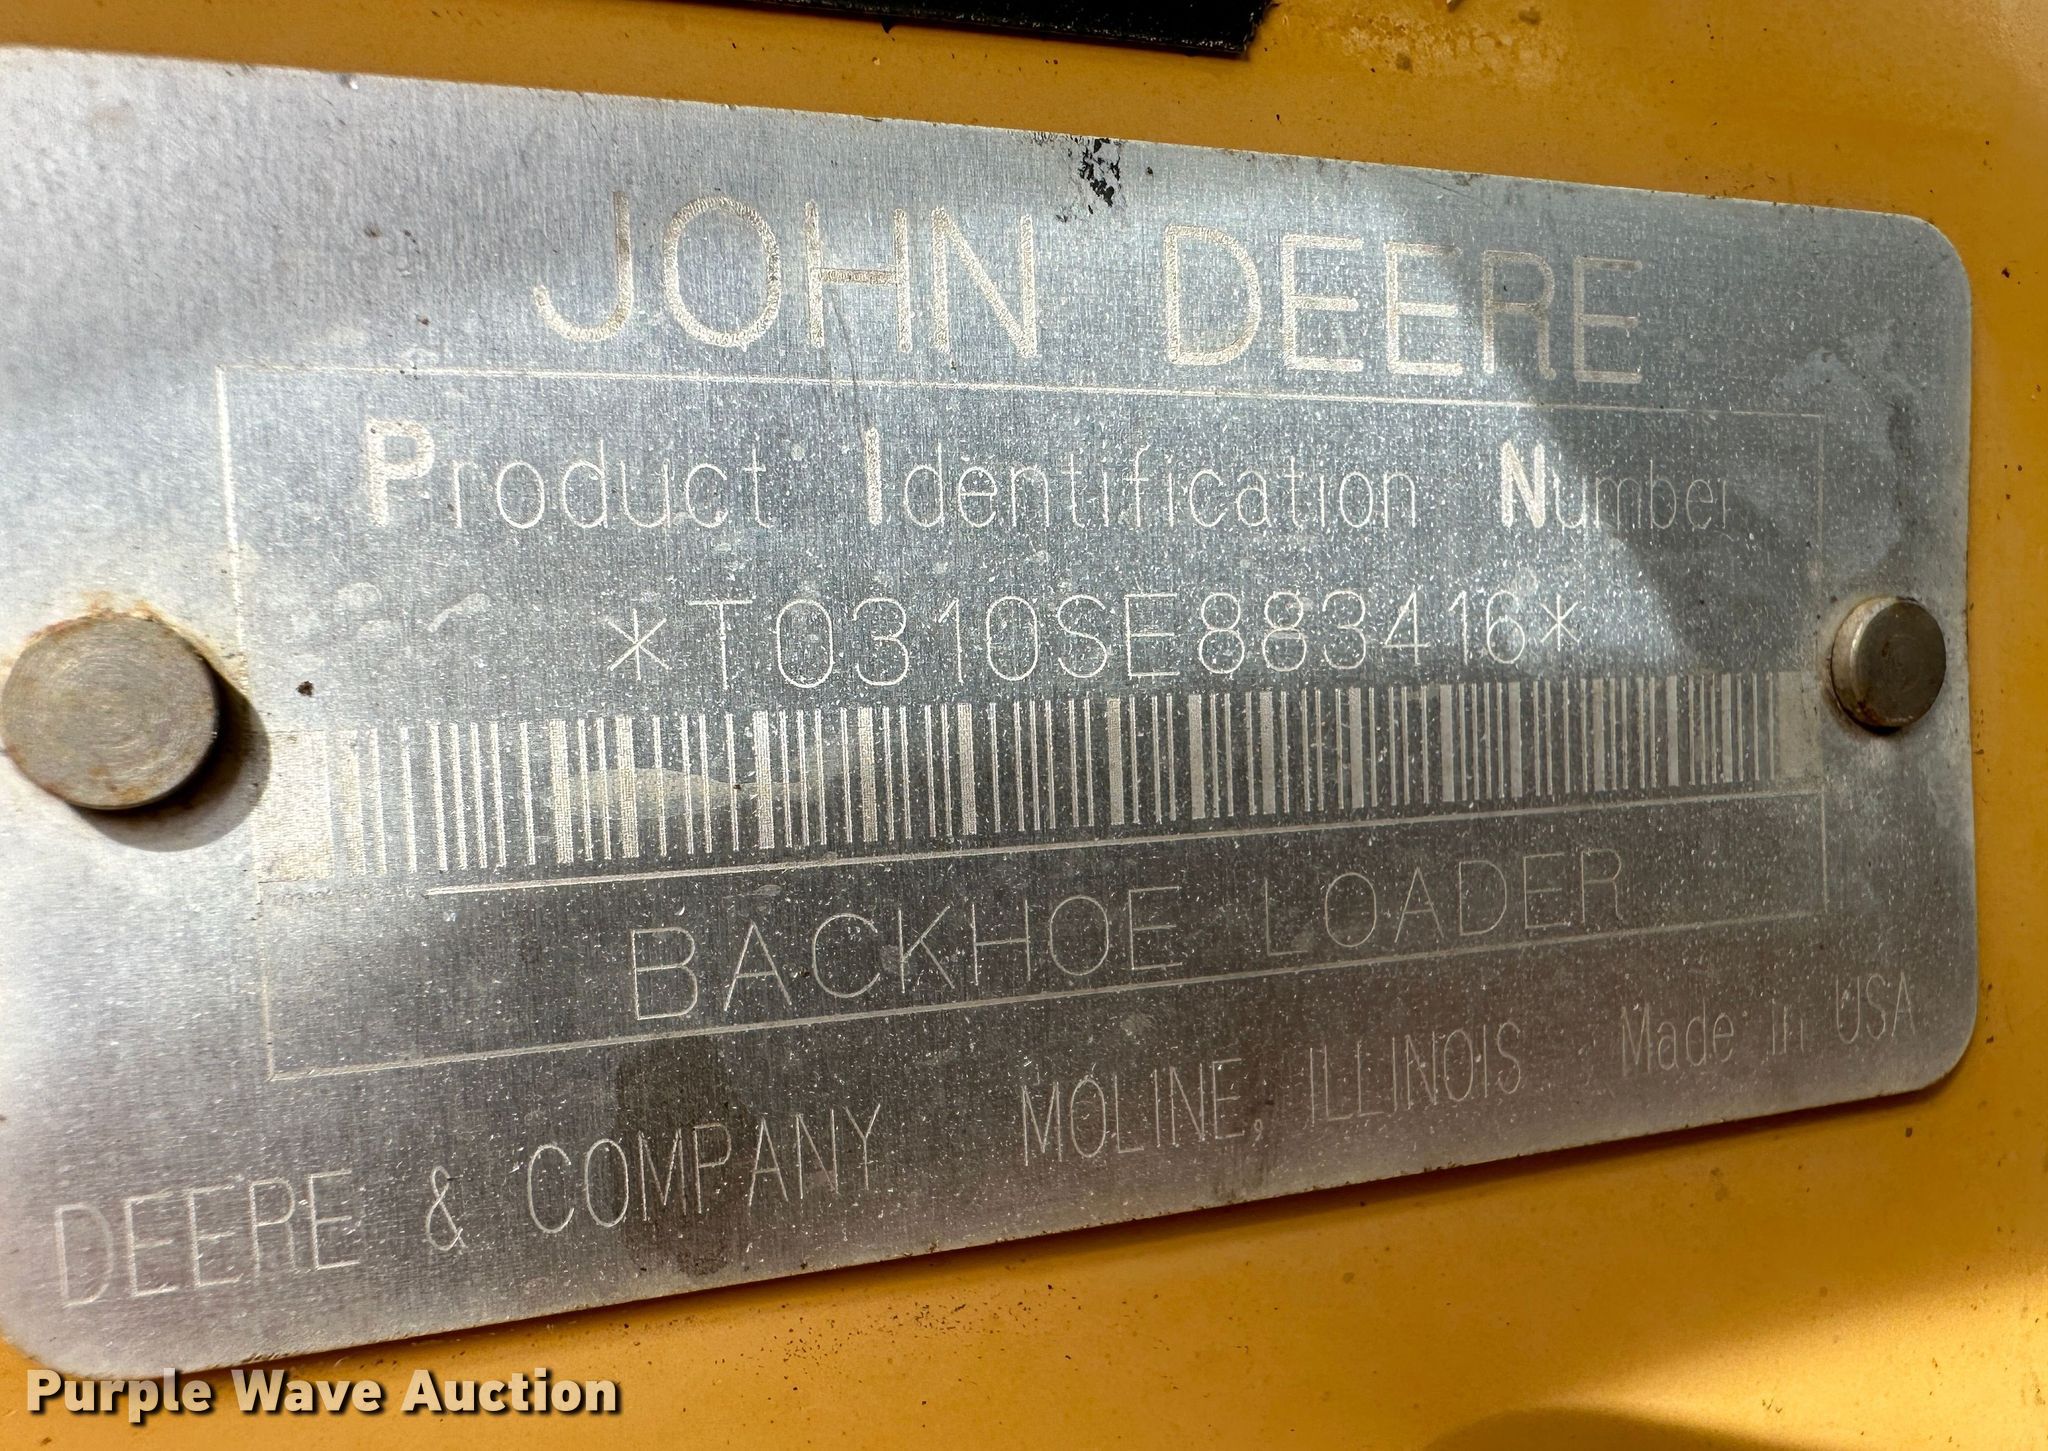 JOHN DEERE
Product Identification Number
*T0310SE883416*
BACKHOE LOADER
DEERE & COMPANY MOLINE, ILLINOIS Made in USA
Purple Wave Auction